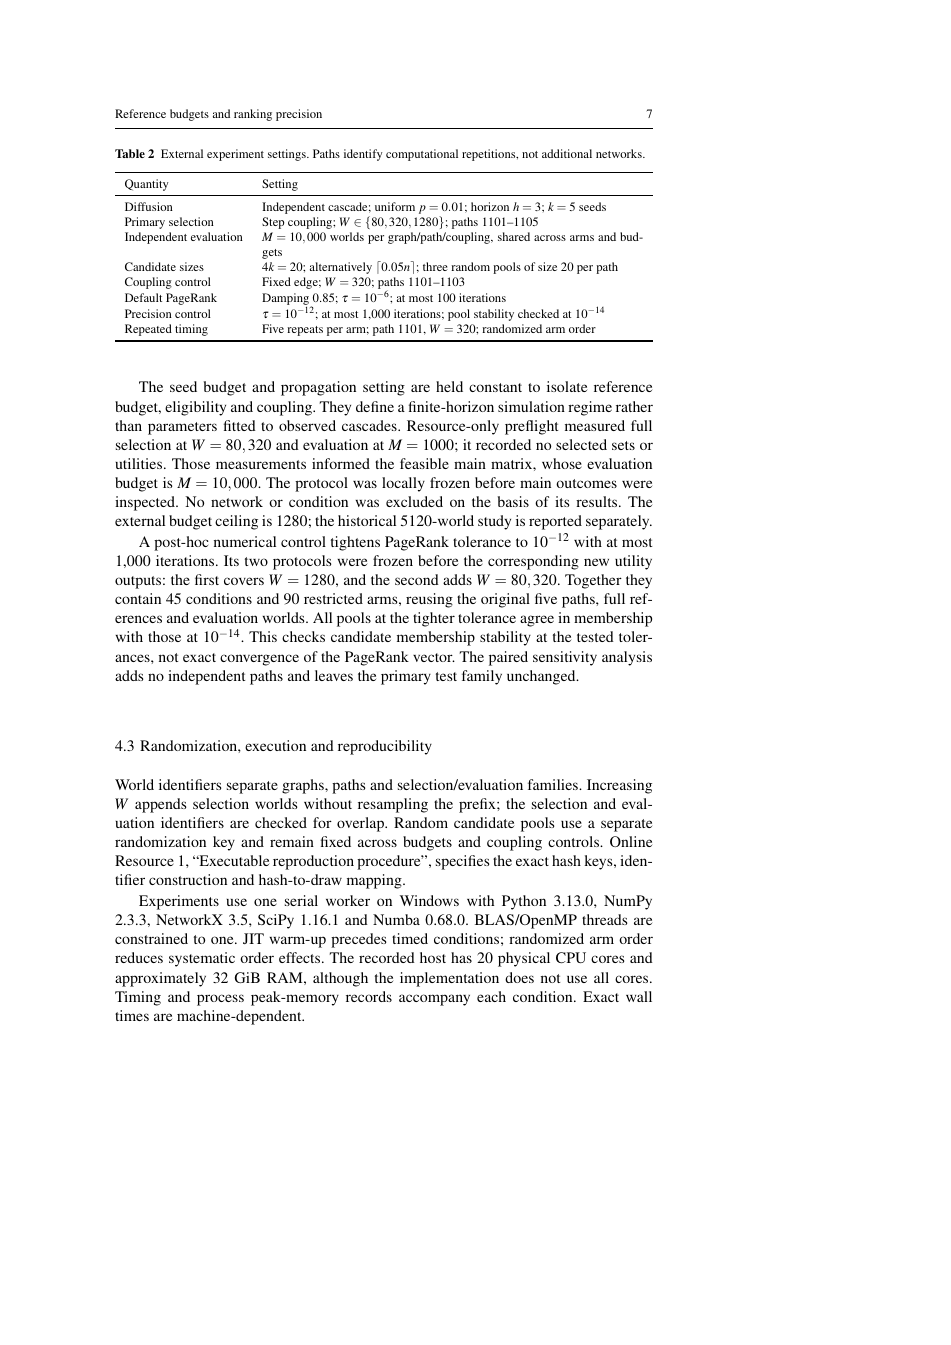 Reference budgets and ranking precision 7
Table 2 External experiment settings. Paths identify computational repetitions, not additional networks.
Quantity Setting
Diffusion Independent cascade; uniform p = 0.01; horizon h = 3; k = 5 seeds
Primary selection Step coupling; W ∈ {80,320,1280}; paths 1101–1105
Independent evaluation M = 10,000 worlds per graph/path/coupling, shared across arms and bud-
gets
Candidate sizes 4k = 20; alternatively ⌈0.05n⌉; three random pools of size 20 per path
Coupling control Fixed edge; W = 320; paths 1101–1103
Default PageRank Damping 0.85; τ = 10⁻⁶; at most 100 iterations
Precision control τ = 10⁻¹²; at most 1,000 iterations; pool stability checked at 10⁻¹⁴
Repeated timing Five repeats per arm; path 1101, W = 320; randomized arm order
The seed budget and propagation setting are held constant to isolate reference
budget, eligibility and coupling. They define a finite-horizon simulation regime rather
than parameters fitted to observed cascades. Resource-only preflight measured full
selection at W = 80,320 and evaluation at M = 1000; it recorded no selected sets or
utilities. Those measurements informed the feasible main matrix, whose evaluation
budget is M = 10,000. The protocol was locally frozen before main outcomes were
inspected. No network or condition was excluded on the basis of its results. The
external budget ceiling is 1280; the historical 5120-world study is reported separately.
A post-hoc numerical control tightens PageRank tolerance to 10⁻¹² with at most
1,000 iterations. Its two protocols were frozen before the corresponding new utility
outputs: the first covers W = 1280, and the second adds W = 80,320. Together they
contain 45 conditions and 90 restricted arms, reusing the original five paths, full ref-
erences and evaluation worlds. All pools at the tighter tolerance agree in membership
with those at 10⁻¹⁴. This checks candidate membership stability at the tested toler-
ances, not exact convergence of the PageRank vector. The paired sensitivity analysis
adds no independent paths and leaves the primary test family unchanged.
4.3 Randomization, execution and reproducibility
World identifiers separate graphs, paths and selection/evaluation families. Increasing
W appends selection worlds without resampling the prefix; the selection and eval-
uation identifiers are checked for overlap. Random candidate pools use a separate
randomization key and remain fixed across budgets and coupling controls. Online
Resource 1, “Executable reproduction procedure”, specifies the exact hash keys, iden-
tifier construction and hash-to-draw mapping.
Experiments use one serial worker on Windows with Python 3.13.0, NumPy
2.3.3, NetworkX 3.5, SciPy 1.16.1 and Numba 0.68.0. BLAS/OpenMP threads are
constrained to one. JIT warm-up precedes timed conditions; randomized arm order
reduces systematic order effects. The recorded host has 20 physical CPU cores and
approximately 32 GiB RAM, although the implementation does not use all cores.
Timing and process peak-memory records accompany each condition. Exact wall
times are machine-dependent.